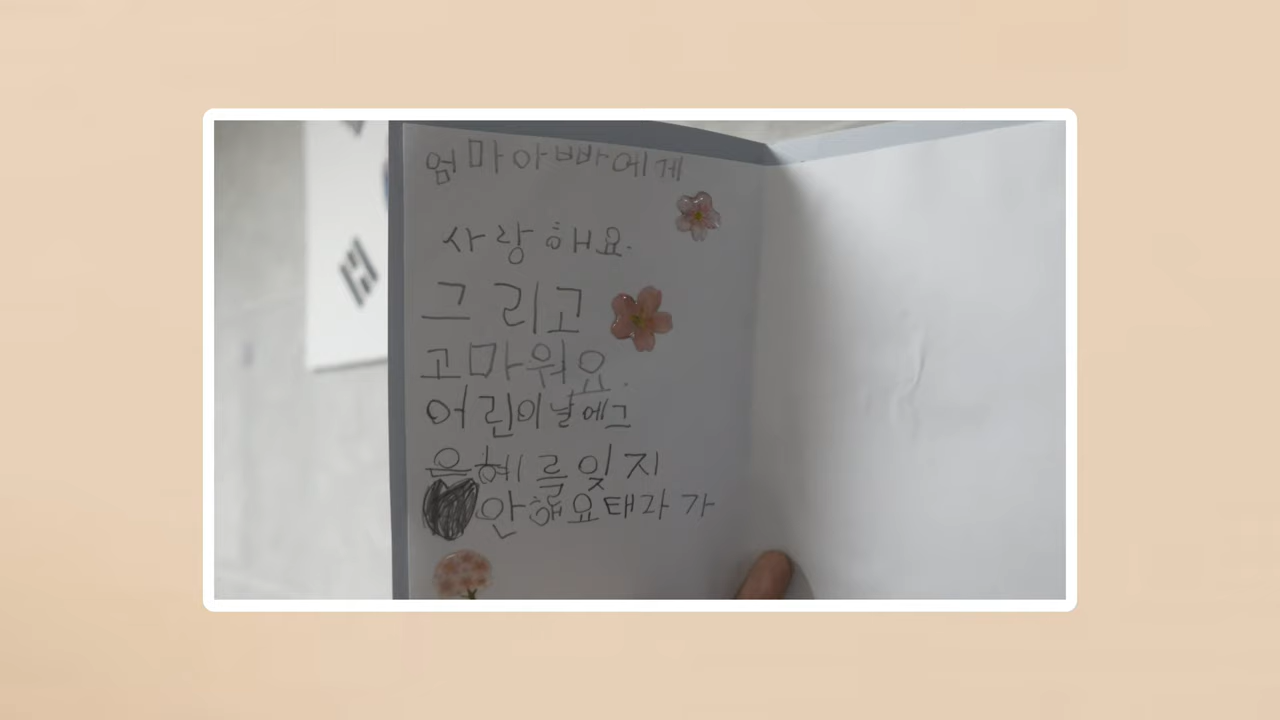 엄마아빠에게
사랑해요.
그리고
고마워요.
어린이날에그
은혜를잊지
안해요태라가